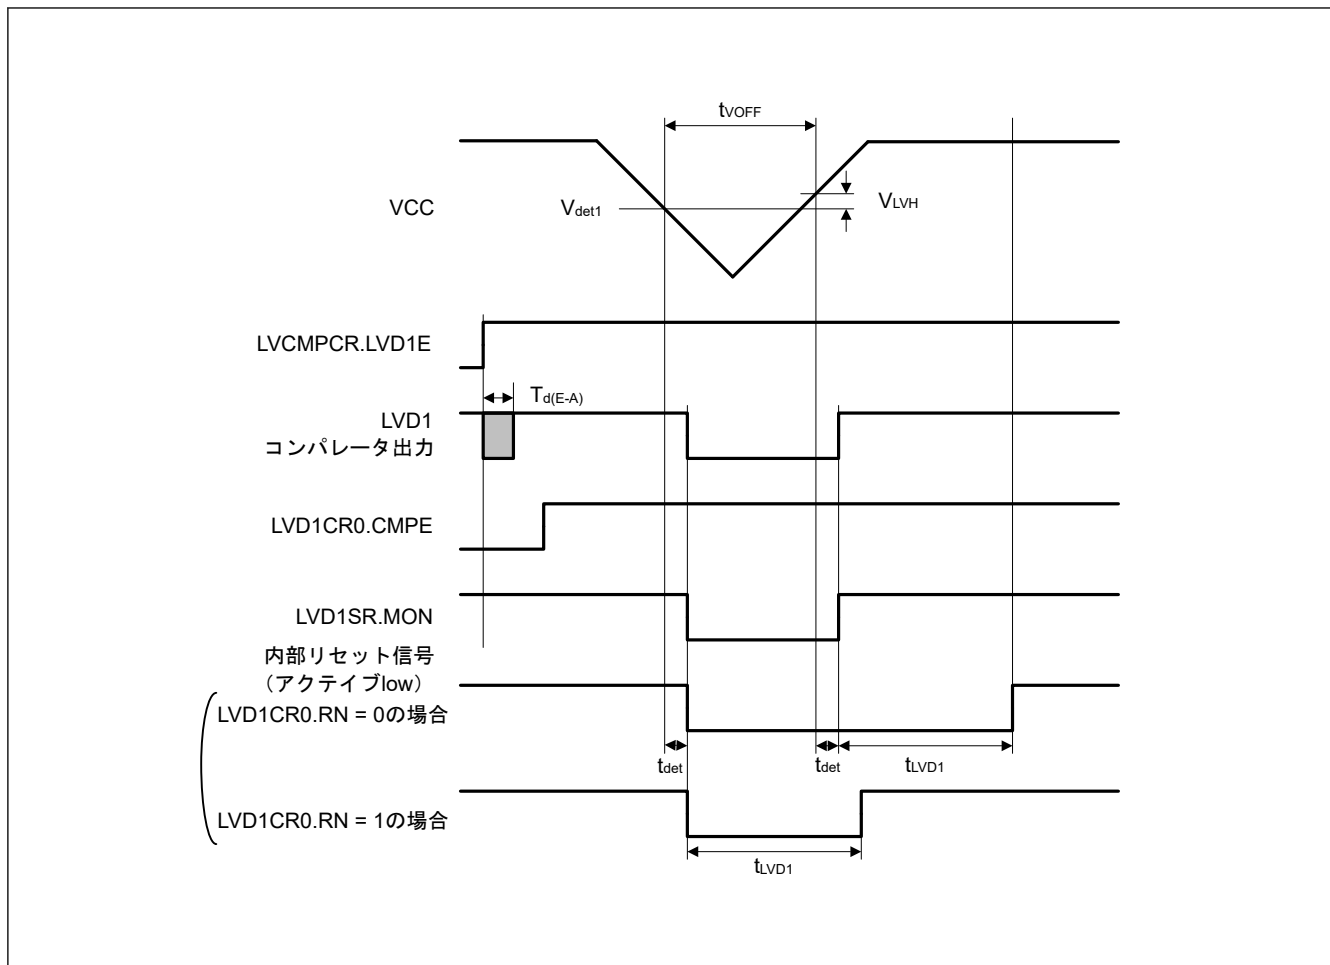 tVOFF
VCC
Vdet1
VLVH
LVCMPCR.LVD1E
Td(E-A)
LVD1
コンパレータ出力
LVD1CR0.CMPE
LVD1SR.MON
内部リセット信号
（アクティブlow）
LVD1CR0.RN = 0の場合
tdet
tdet
tLVD1
LVD1CR0.RN = 1の場合
tLVD1